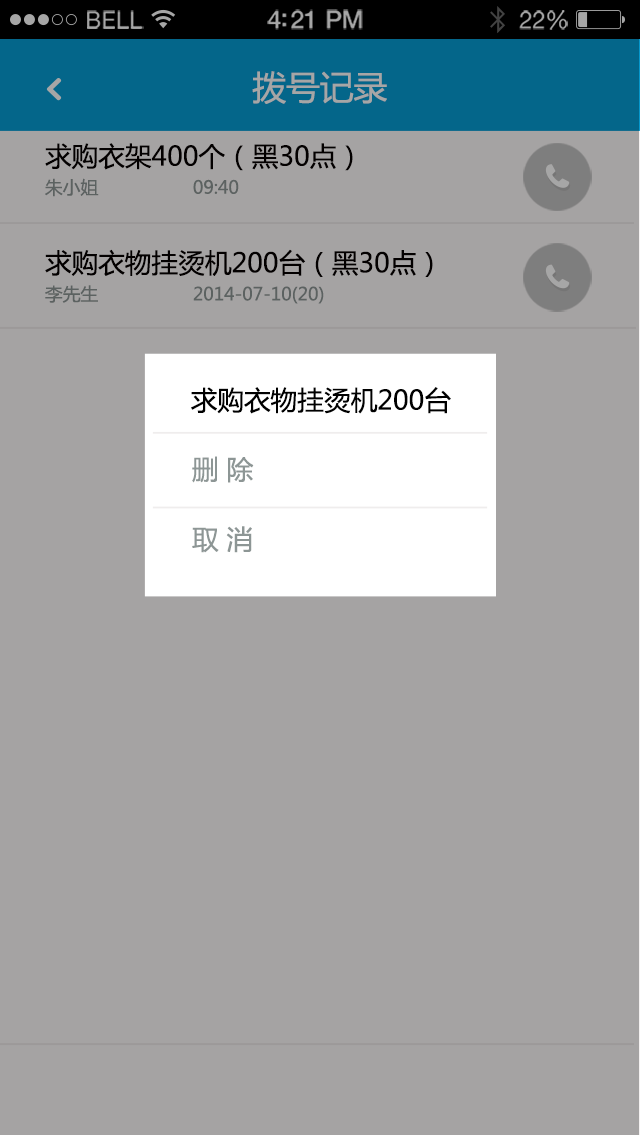 BELL 4:21 PM 22%
拨号记录
求购衣架400个（黑30点）
朱小姐 09:40
求购衣物挂烫机200台（黑30点）
李先生 2014-07-10(20)
求购衣物挂烫机200台
删 除
取 消